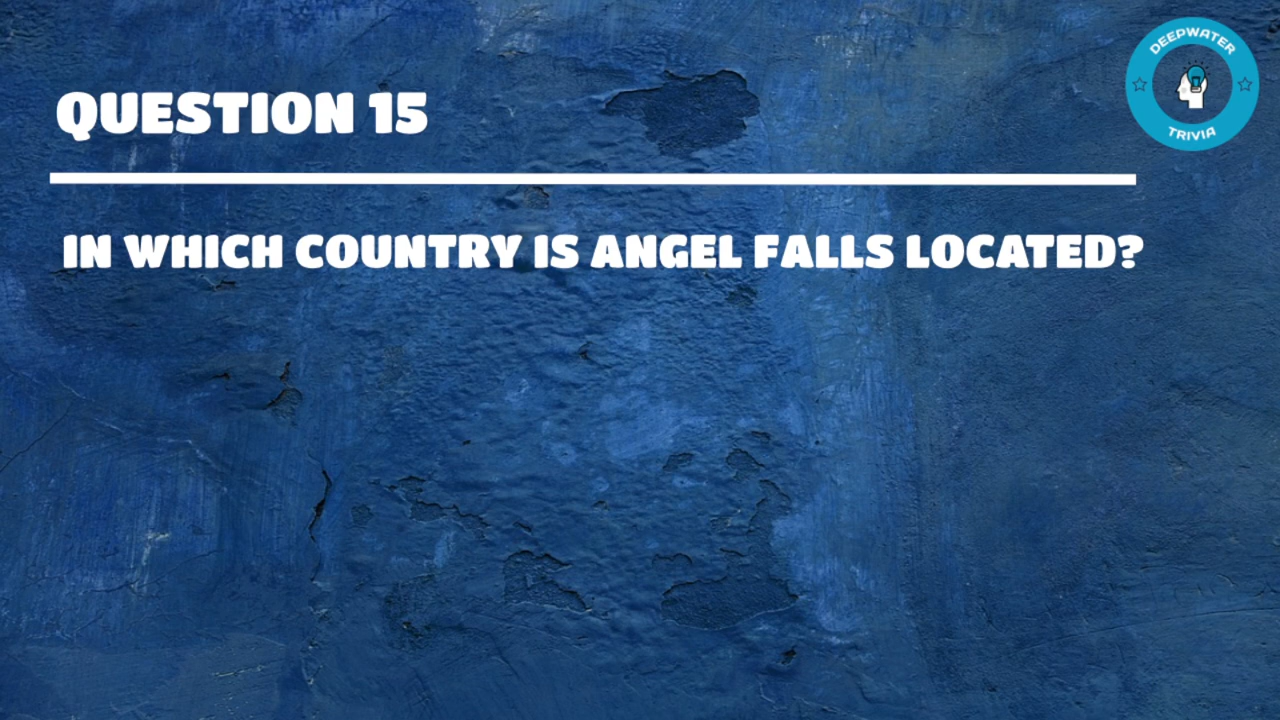 DEEPWATER
TRIVIA
QUESTION 15
IN WHICH COUNTRY IS ANGEL FALLS LOCATED?